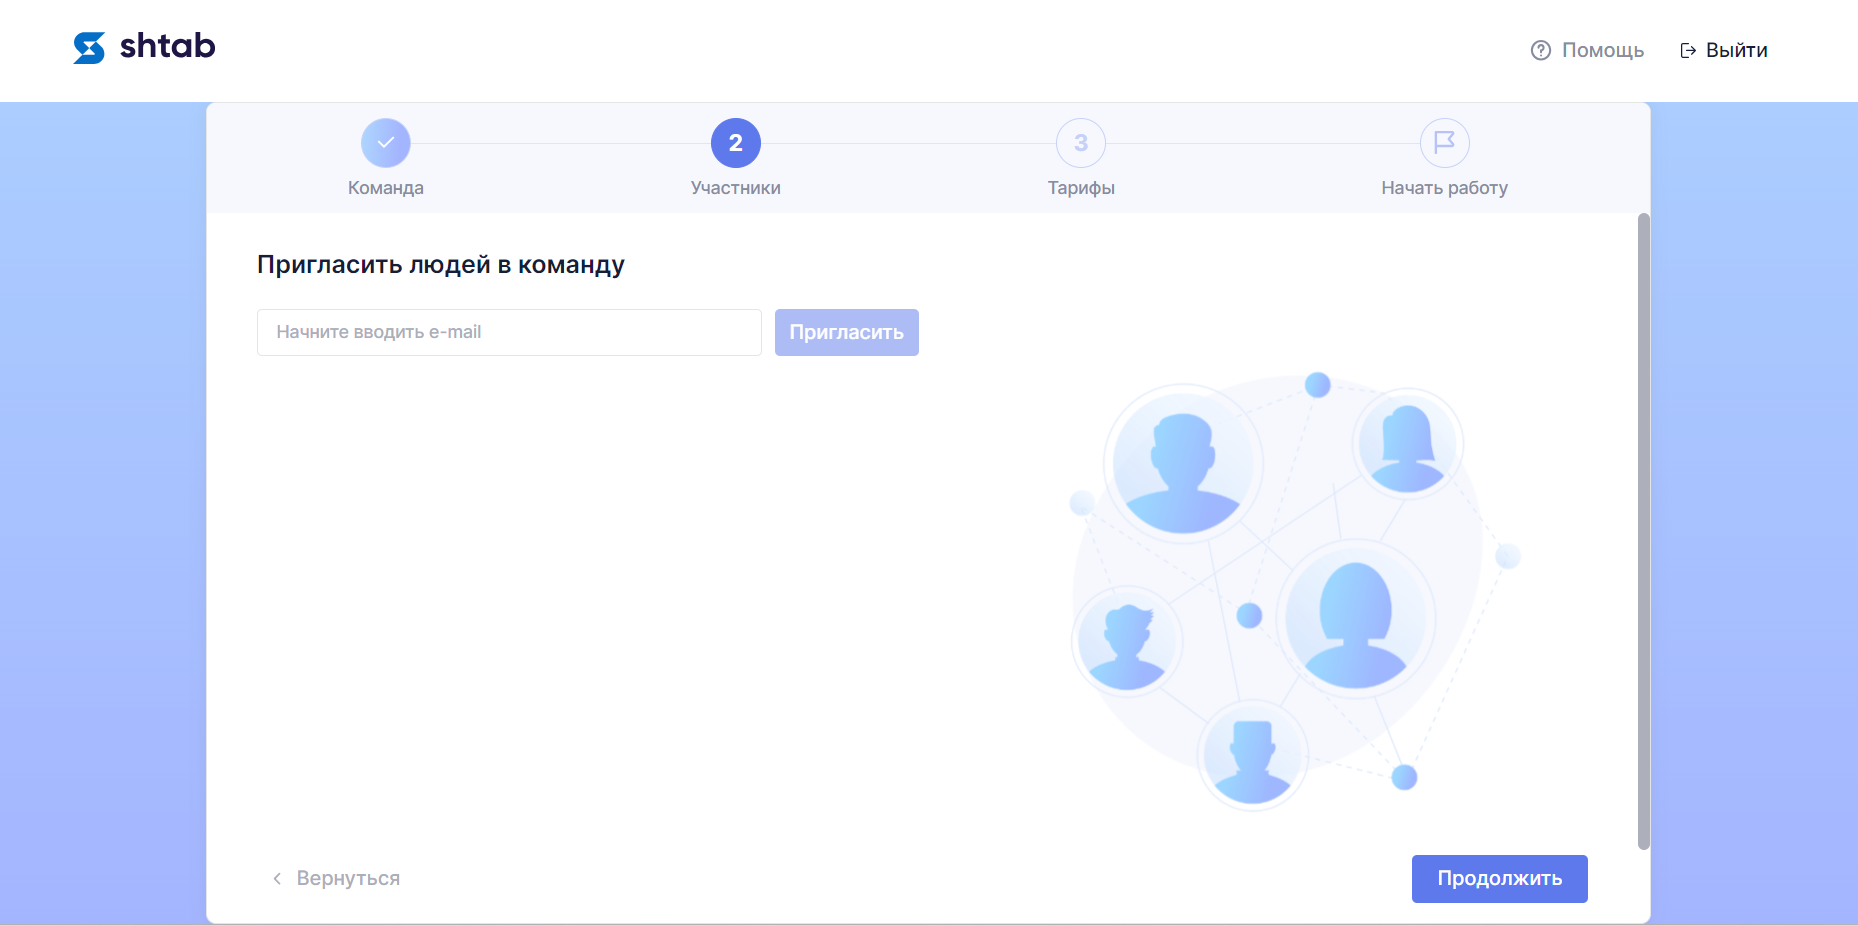 shtab
Помощь
Выйти
2
3
Команда
Участники
Тарифы
Начать работу
Пригласить людей в команду
Начните вводить e-mail
Пригласить
Вернуться
Продолжить